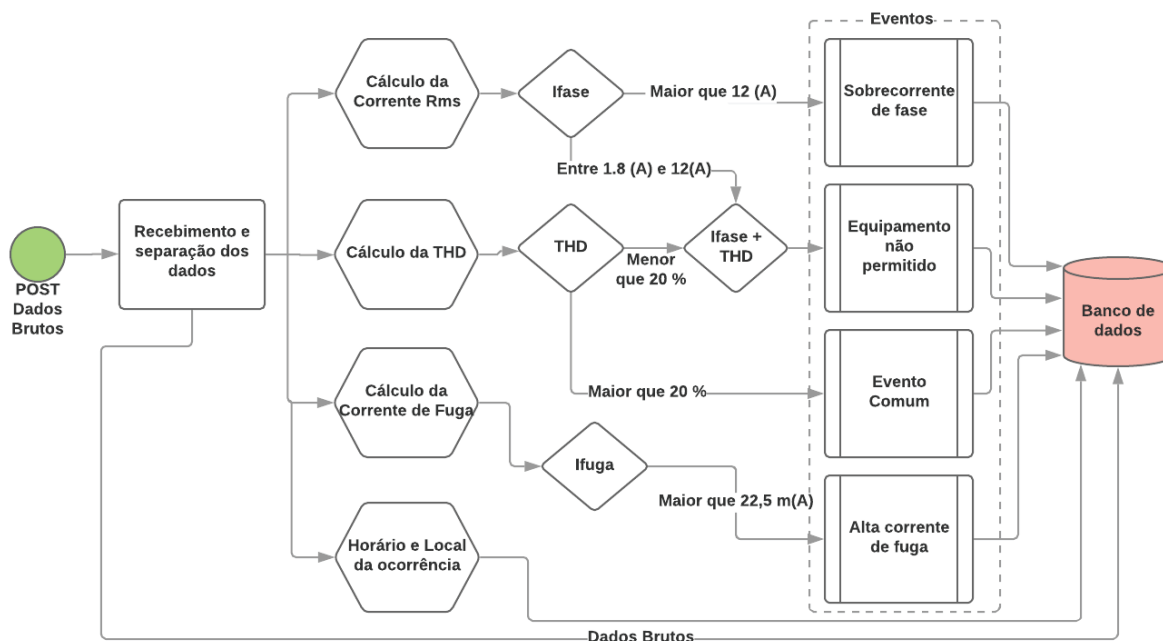 Eventos
Cálculo da
Corrente Rms
Ifase
Maior que 12 (A)
Sobrecorrente
de fase
Entre 1.8 (A) e 12(A)
Recebimento e
separação dos
dados
Cálculo da THD
THD
Menor
que 20 %
Ifase +
THD
Equipamento
não
permitido
POST
Dados
Brutos
Banco de
dados
Cálculo da
Corrente de Fuga
Maior que 20 %
Evento
Comum
Ifuga
Maior que 22,5 m(A)
Alta corrente
de fuga
Horário e Local
da ocorrência
Dados Brutos